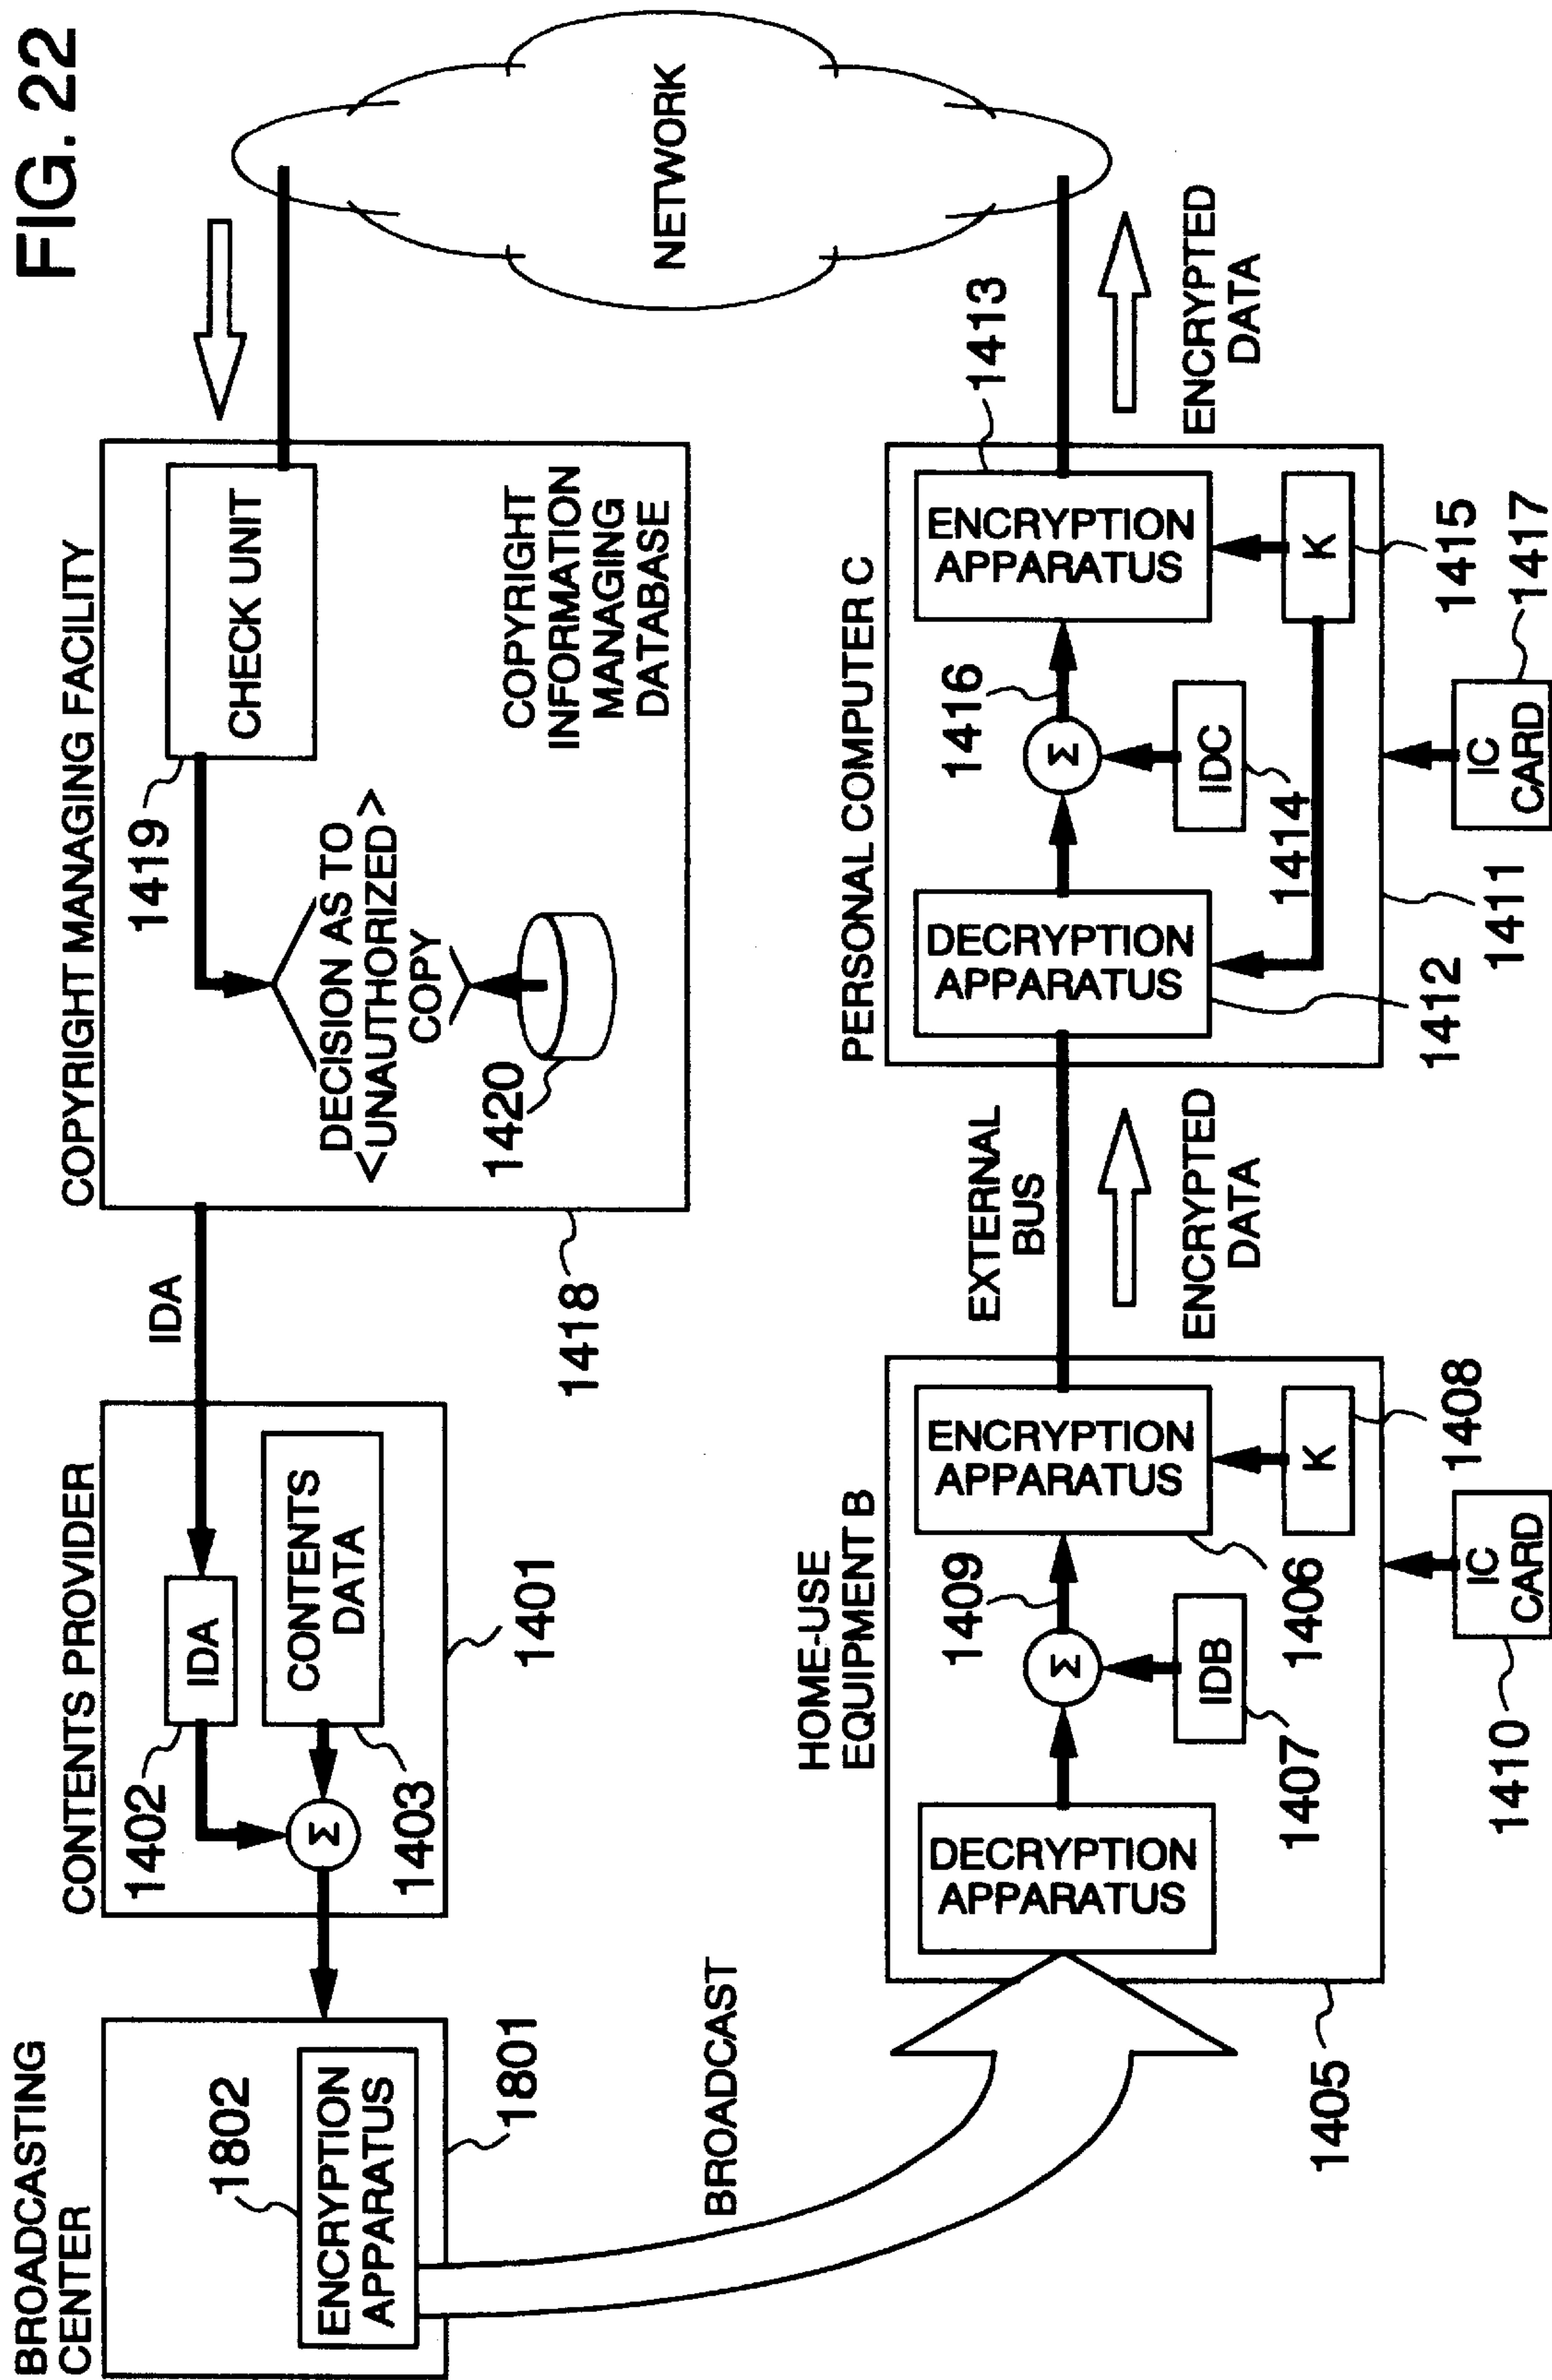 FIG. 22
BROADCASTING
CENTER
1802
ENCRYPTION
APPARATUS
1801
CONTENTS PROVIDER
1402
IDA
CONTENTS
DATA
Σ
1403
1401
IDA
COPYRIGHT MANAGING FACILITY
1419
CHECK UNIT
DECISION AS TO
<UNAUTHORIZED>
COPY
1420
COPYRIGHT
INFORMATION
MANAGING
DATABASE
1418
NETWORK
BROADCAST
HOME-USE
EQUIPMENT B
DECRYPTION
APPARATUS
Σ
1409
ENCRYPTION
APPARATUS
IDB
1407
1406
K
1408
1405
IC
CARD
1410
EXTERNAL
BUS
ENCRYPTED
DATA
PERSONAL COMPUTER C
DECRYPTION
APPARATUS
1412
Σ
1416
ENCRYPTION
APPARATUS
1413
IDC
1414
K
1415
1411
IC
CARD
1417
ENCRYPTED
DATA